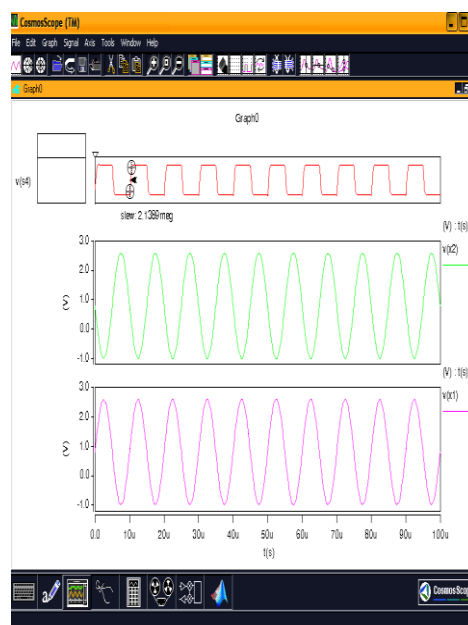 CosmosScope (TM)
File Edit Graph Signal Axis Tools Window Help
Graph0
Graph0
v(s4)
slew: 2.1369meg
(V) : t(s)
v(x2)
3.0
2.0
(V)
1.0
0.0
-1.0
(V) : t(s)
v(x1)
3.0
2.0
(V)
1.0
0.0
-1.0
0.0 10u 20u 30u 40u 50u 60u 70u 80u 90u 100u
t(s)
CosmosSco